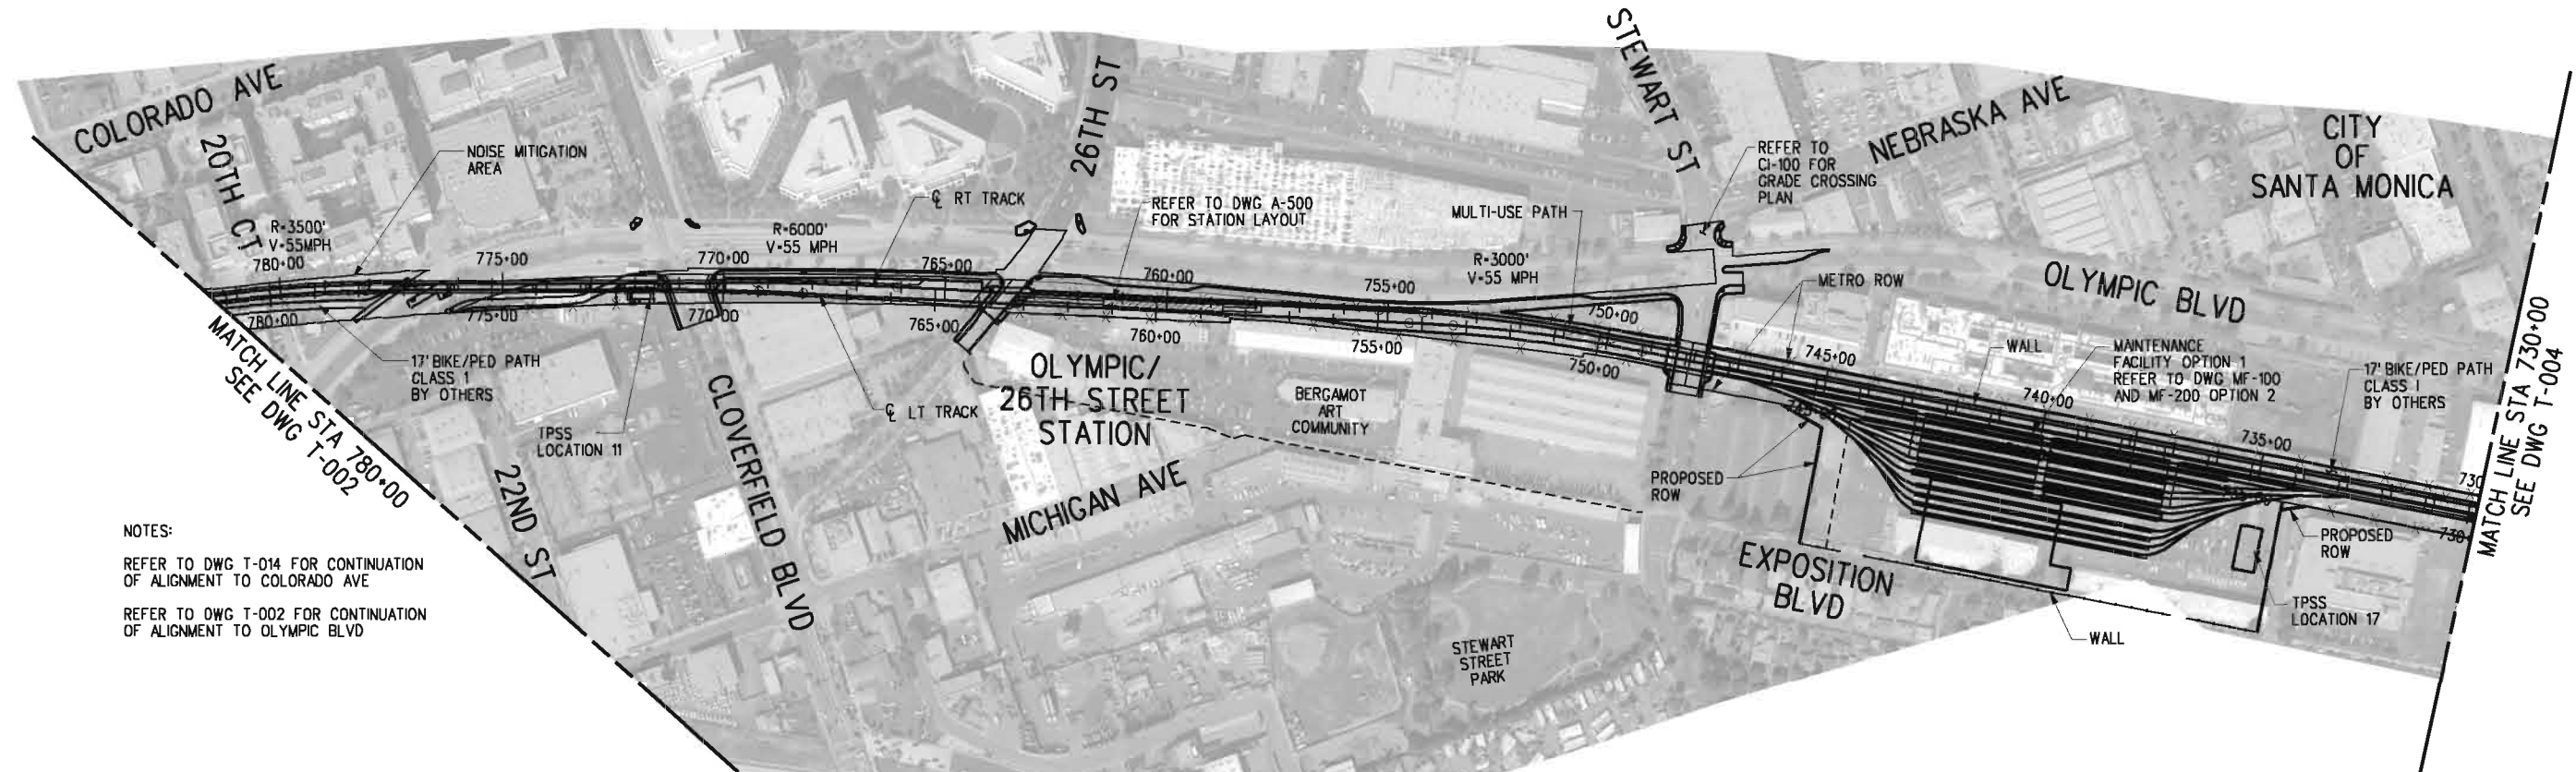 COLORADO AVE
20TH CT
NOISE MITIGATION
AREA
R=3500'
V=55MPH
780+00
775+00
R=6000'
V=55 MPH
770+00
℄ RT TRACK
765+00
26TH ST
REFER TO DWG A-500
FOR STATION LAYOUT
760+00
MULTI-USE PATH
R=3000'
V=55 MPH
755+00
STEWART ST
REFER TO
CI-100 FOR
GRADE CROSSING
PLAN
NEBRASKA AVE
CITY
OF
SANTA MONICA
750+00
METRO ROW
OLYMPIC BLVD
745+00
WALL
MAINTENANCE
FACILITY OPTION 1
REFER TO DWG MF-100
AND MF-200 OPTION 2
740+00
17' BIKE/PED PATH
CLASS I
BY OTHERS
735+00
730
MATCH LINE STA 730+00
SEE DWG T-004
780+00
775+00
770+00
765+00
760+00
755+00
750+00
730+
MATCH LINE STA 780+00
SEE DWG T-002
17' BIKE/PED PATH
CLASS 1
BY OTHERS
TPSS
LOCATION 11
℄ LT TRACK
22ND ST
CLOVERFIELD BLVD
OLYMPIC/
26TH STREET
STATION
MICHIGAN AVE
BERGAMOT
ART
COMMUNITY
PROPOSED
ROW
EXPOSITION
BLVD
STEWART
STREET
PARK
WALL
TPSS
LOCATION 17
PROPOSED
ROW
NOTES:
REFER TO DWG T-014 FOR CONTINUATION
OF ALIGNMENT TO COLORADO AVE
REFER TO DWG T-002 FOR CONTINUATION
OF ALIGNMENT TO OLYMPIC BLVD